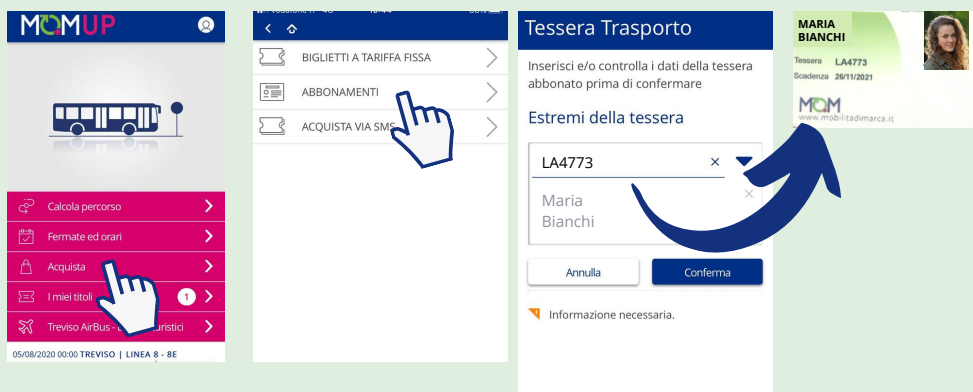 MOMUP
Calcola percorso
Fermate ed orari
Acquista
I miei titoli
1
Treviso AirBus - turistici
05/08/2020 00:00 TREVISO | LINEA 8 - 8E
BIGLIETTI A TARIFFA FISSA
ABBONAMENTI
ACQUISTA VIA SMS
Tessera Trasporto
Inserisci e/o controlla i dati della tessera
abbonato prima di confermare
Estremi della tessera
LA4773
Maria
Bianchi
Annulla
Conferma
Informazione necessaria.
MARIA
BIANCHI
Tessera LA4773
Scadenza 26/11/2021
MOM
www.mobilitadimarca.it